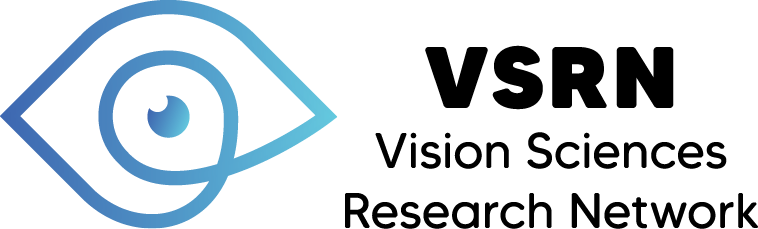 VSRN
Vision Sciences
Research Network